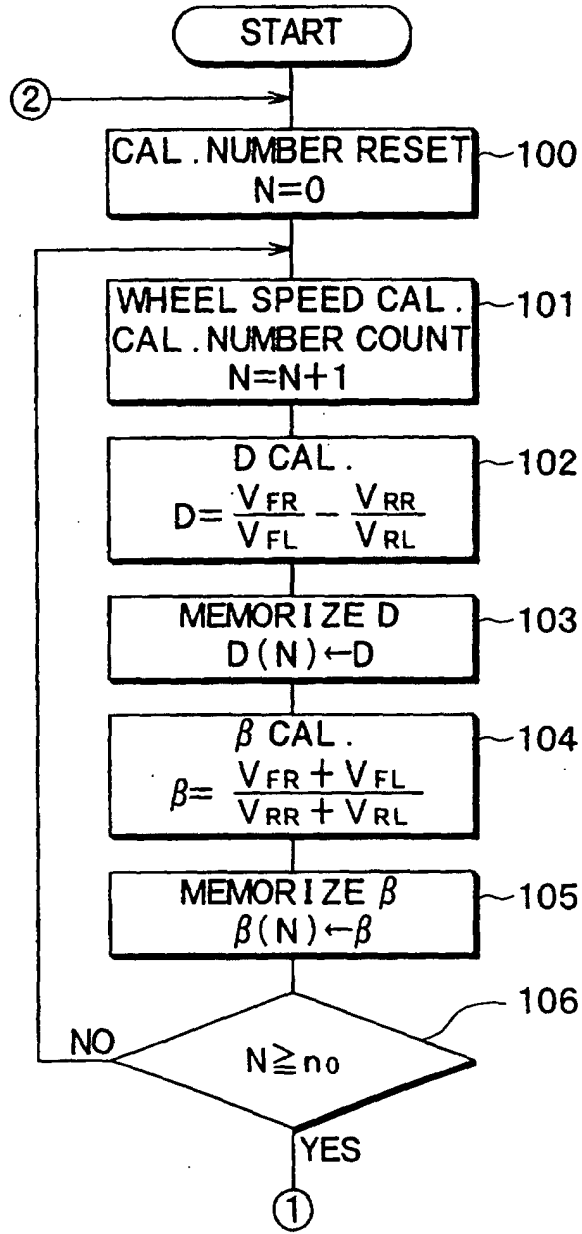 START
2
CAL. NUMBER RESET
N=0
100
WHEEL SPEED CAL.
CAL. NUMBER COUNT
N=N+1
101
D CAL.
D= VFR/VFL − VRR/VRL
102
MEMORIZE D
D(N)←D
103
β CAL.
β= VFR + VFL / VRR + VRL
104
MEMORIZE β
β(N)←β
105
106
NO
N≧n0
YES
1